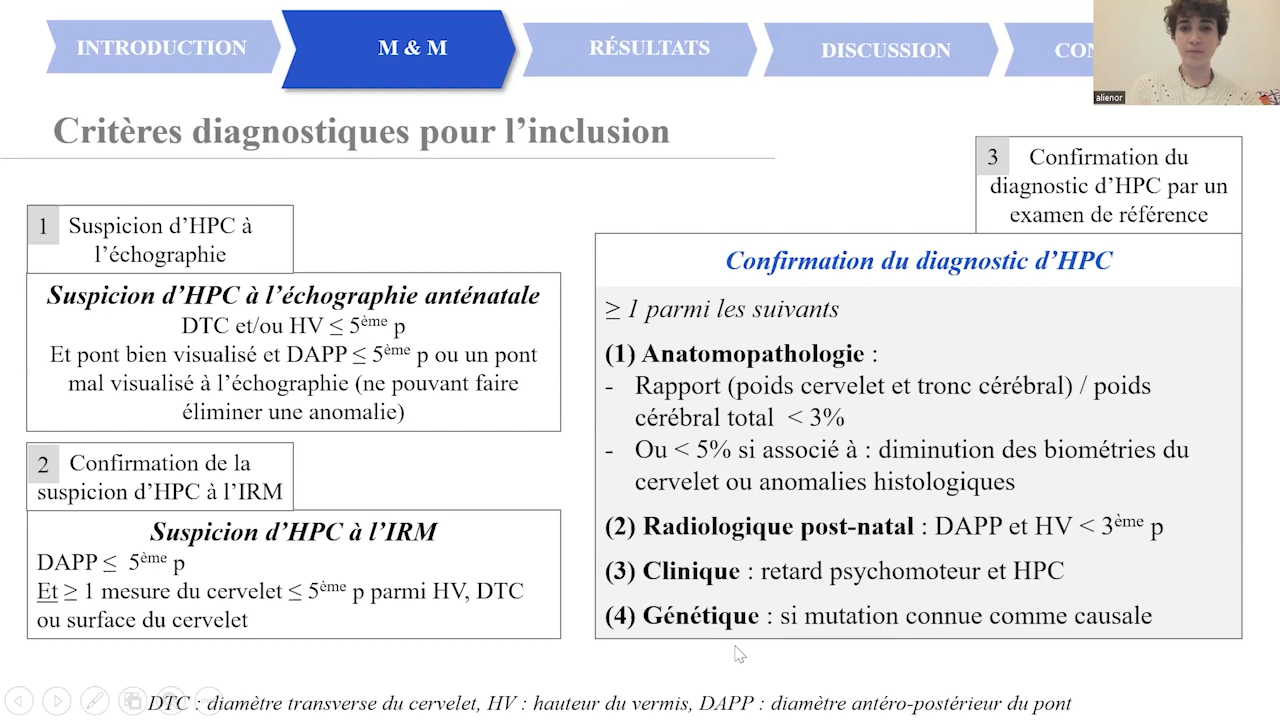 INTRODUCTION
M & M
RÉSULTATS
DISCUSSION
CON
alienor
Critères diagnostiques pour l'inclusion
1 Suspicion d'HPC à
l'échographie
Suspicion d'HPC à l'échographie anténatale
DTC et/ou HV ≤ 5ème p
Et pont bien visualisé et DAPP ≤ 5ème p ou un pont
mal visualisé à l'échographie (ne pouvant faire
éliminer une anomalie)
2 Confirmation de la
suspicion d'HPC à l'IRM
Suspicion d'HPC à l'IRM
DAPP ≤ 5ème p
Et ≥ 1 mesure du cervelet ≤ 5ème p parmi HV, DTC
ou surface du cervelet
3 Confirmation du
diagnostic d'HPC par un
examen de référence
Confirmation du diagnostic d'HPC
≥ 1 parmi les suivants
(1) Anatomopathologie :
- Rapport (poids cervelet et tronc cérébral) / poids
cérébral total < 3%
- Ou < 5% si associé à : diminution des biométries du
cervelet ou anomalies histologiques
(2) Radiologique post-natal : DAPP et HV < 3ème p
(3) Clinique : retard psychomoteur et HPC
(4) Génétique : si mutation connue comme causale
DTC : diamètre transverse du cervelet, HV : hauteur du vermis, DAPP : diamètre antéro-postérieur du pont